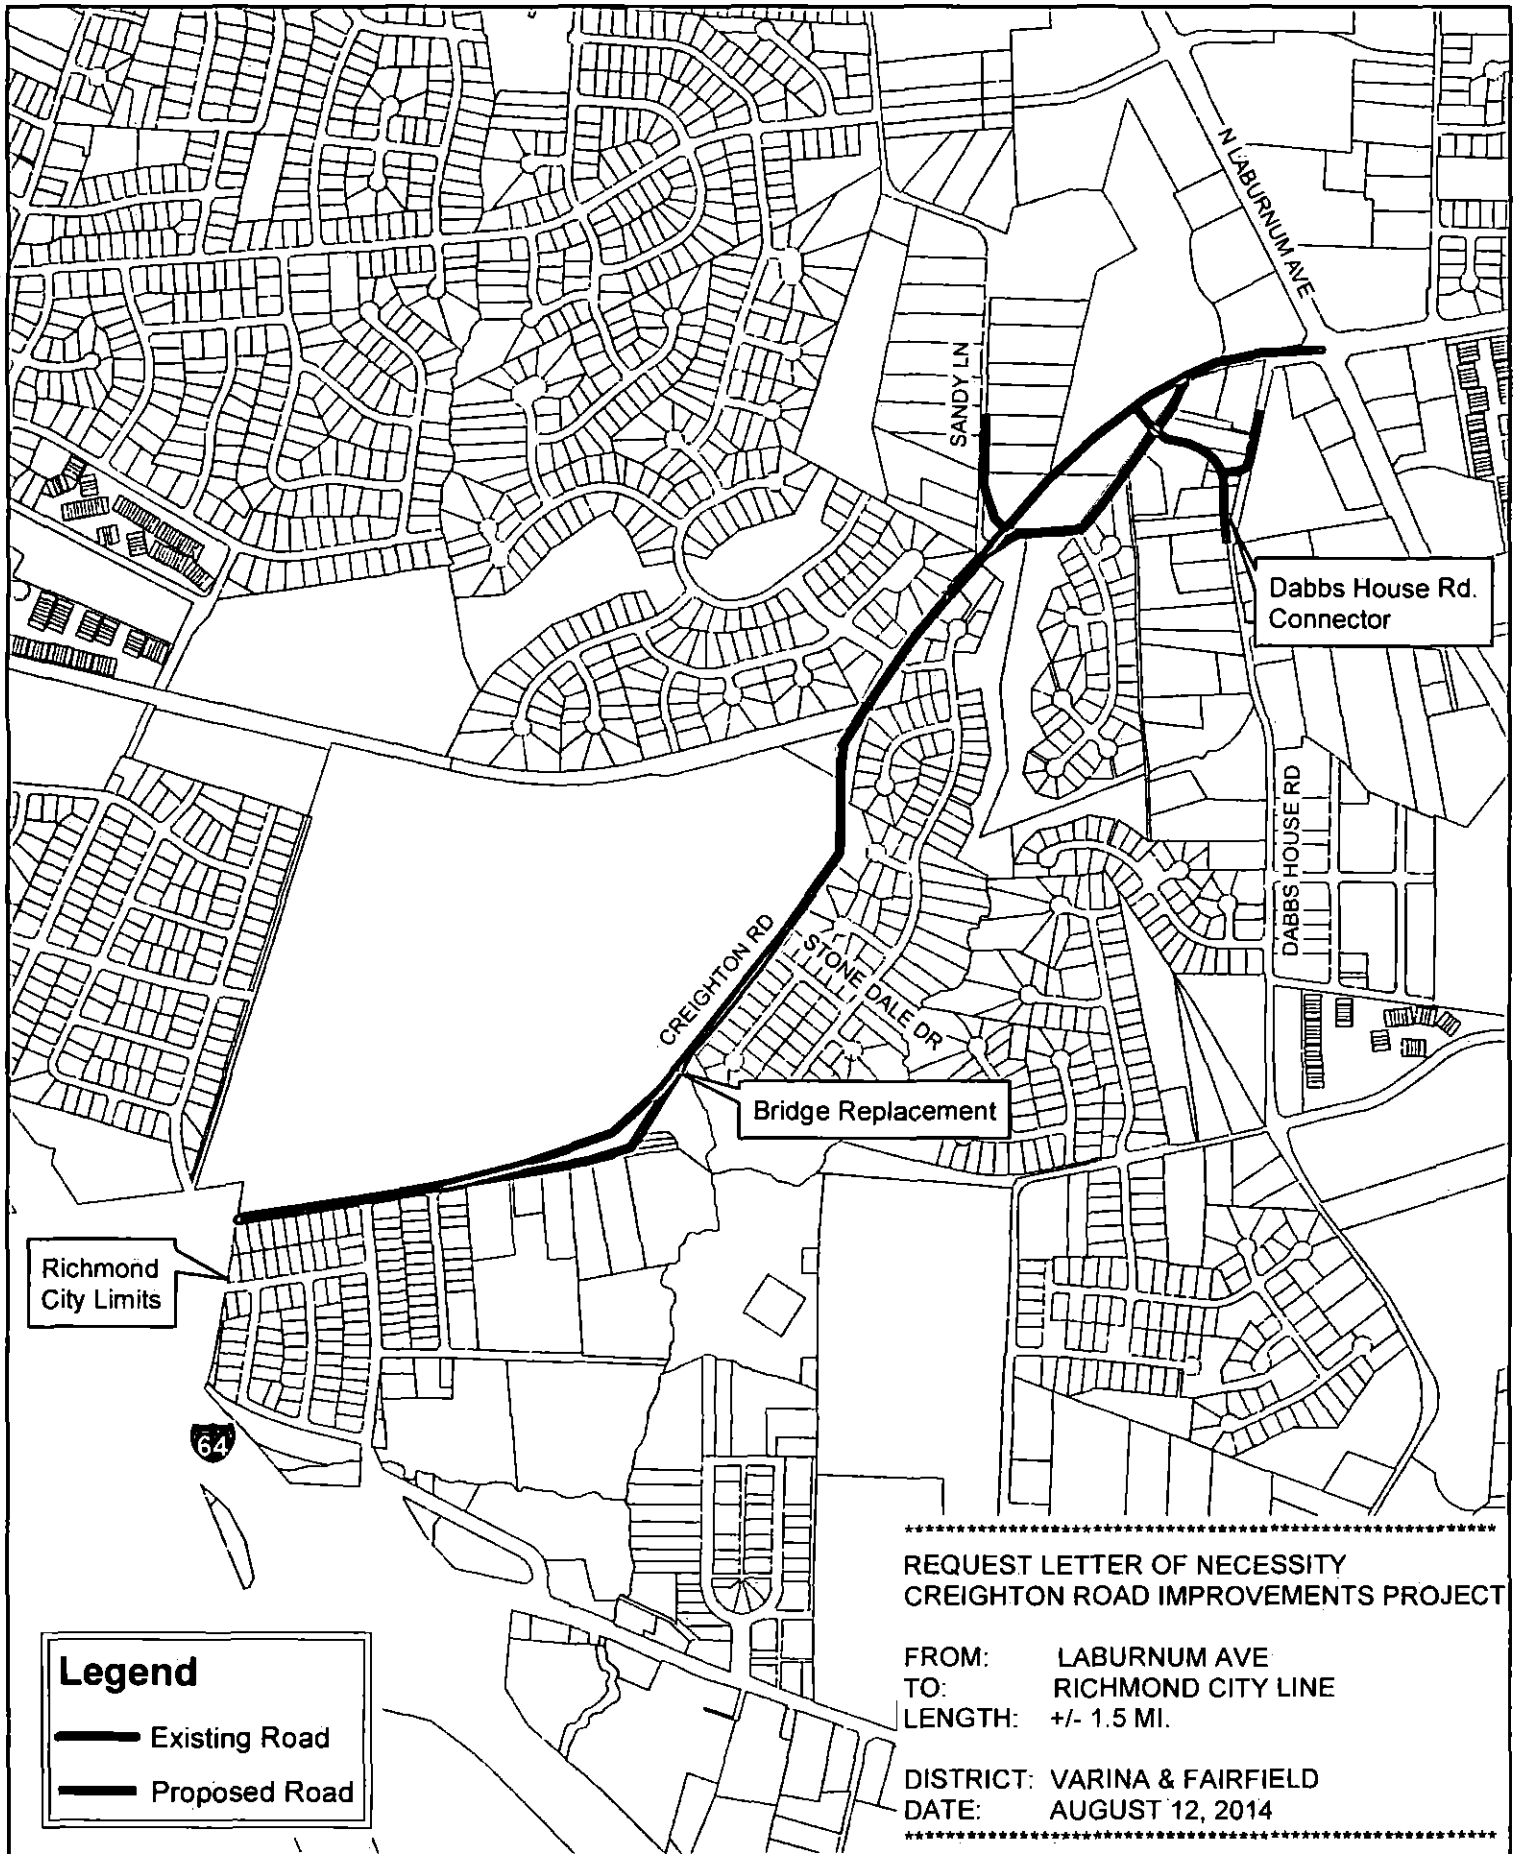 N LABURNUM AVE
SANDY LN
Dabbs House Rd.
Connector
DABBS HOUSE RD
CREIGHTON RD
STONE DALE DR
Bridge Replacement
Richmond
City Limits
64
Legend
Existing Road
Proposed Road
******************************************************************
REQUEST LETTER OF NECESSITY
CREIGHTON ROAD IMPROVEMENTS PROJECT
FROM: LABURNUM AVE
TO: RICHMOND CITY LINE
LENGTH: +/- 1.5 MI.
DISTRICT: VARINA & FAIRFIELD
DATE: AUGUST 12, 2014
******************************************************************